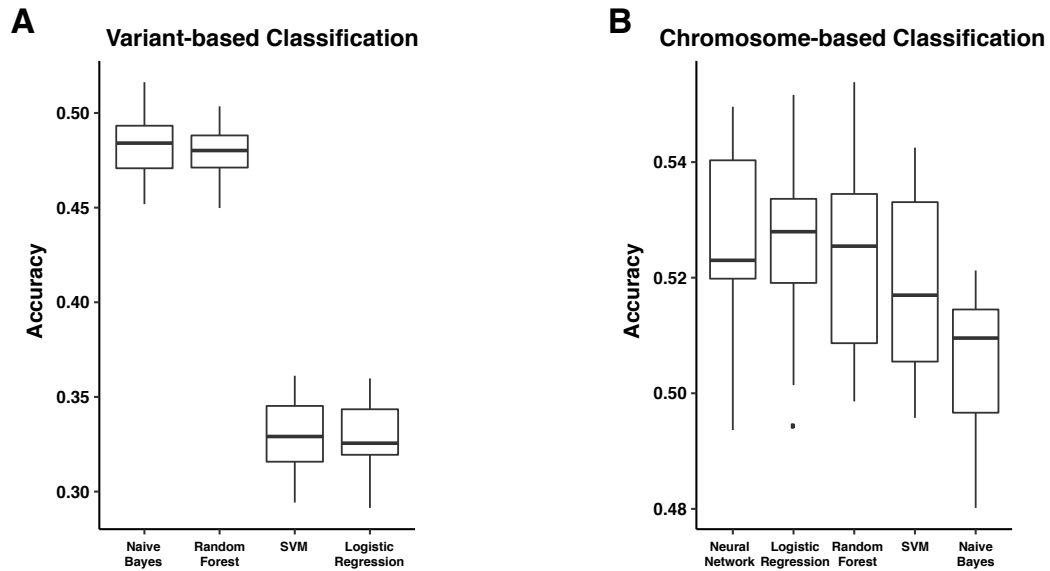 A
Variant-based Classification
Accuracy
0.50
0.45
0.40
0.35
0.30
Naive
Bayes
Random
Forest
SVM
Logistic
Regression
B
Chromosome-based Classification
Accuracy
0.54
0.52
0.50
0.48
Neural
Network
Logistic
Regression
Random
Forest
SVM
Naive
Bayes